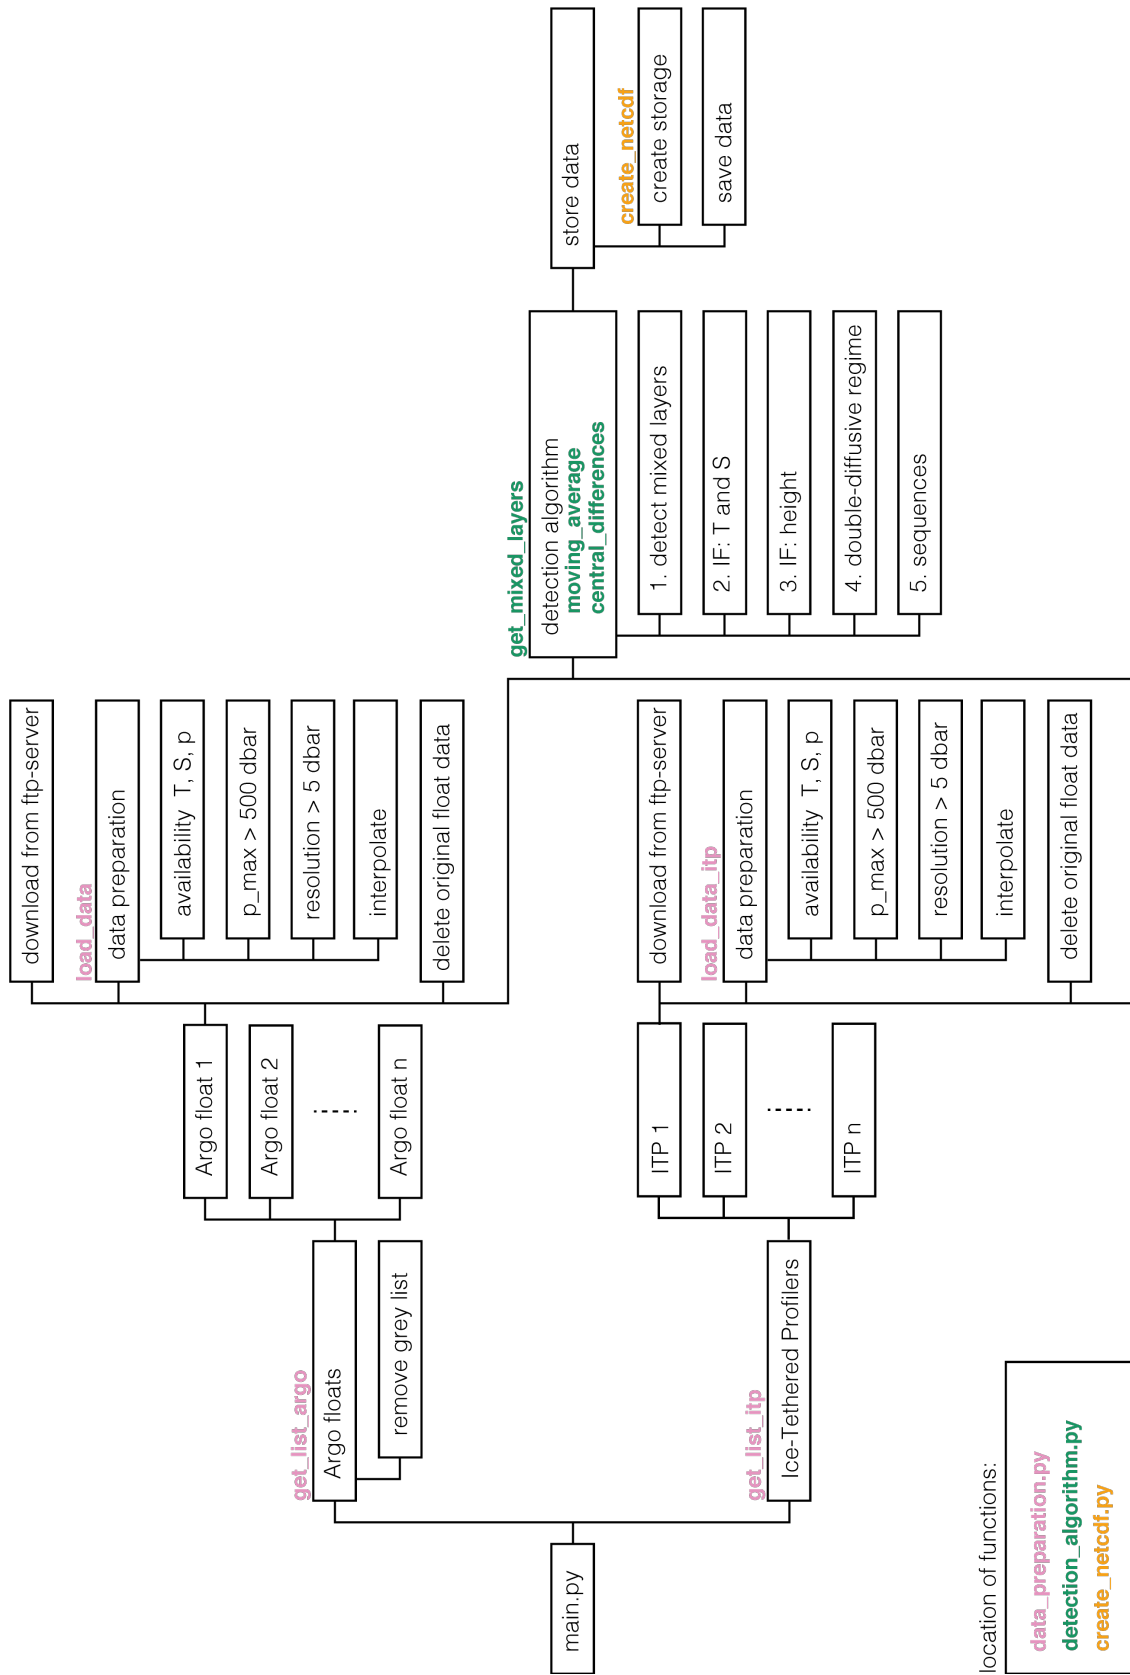 main.py
get_list_argo
Argo floats
remove grey list
get_list_itp
Ice-Tethered Profilers
Argo float 1
Argo float 2
Argo float n
ITP 1
ITP 2
ITP n
download from ftp-server
load_data
data preparation
availability T, S, p
p_max > 500 dbar
resolution > 5 dbar
interpolate
delete original float data
download from ftp-server
load_data_itp
data preparation
availability T, S, p
p_max > 500 dbar
resolution > 5 dbar
interpolate
delete original float data
get_mixed_layers
detection algorithm
moving_average
central_differences
1. detect mixed layers
2. IF: T and S
3. IF: height
4. double-diffusive regime
5. sequences
store data
create_netcdf
create storage
save data
location of functions:
data_preparation.py
detection_algorithm.py
create_netcdf.py